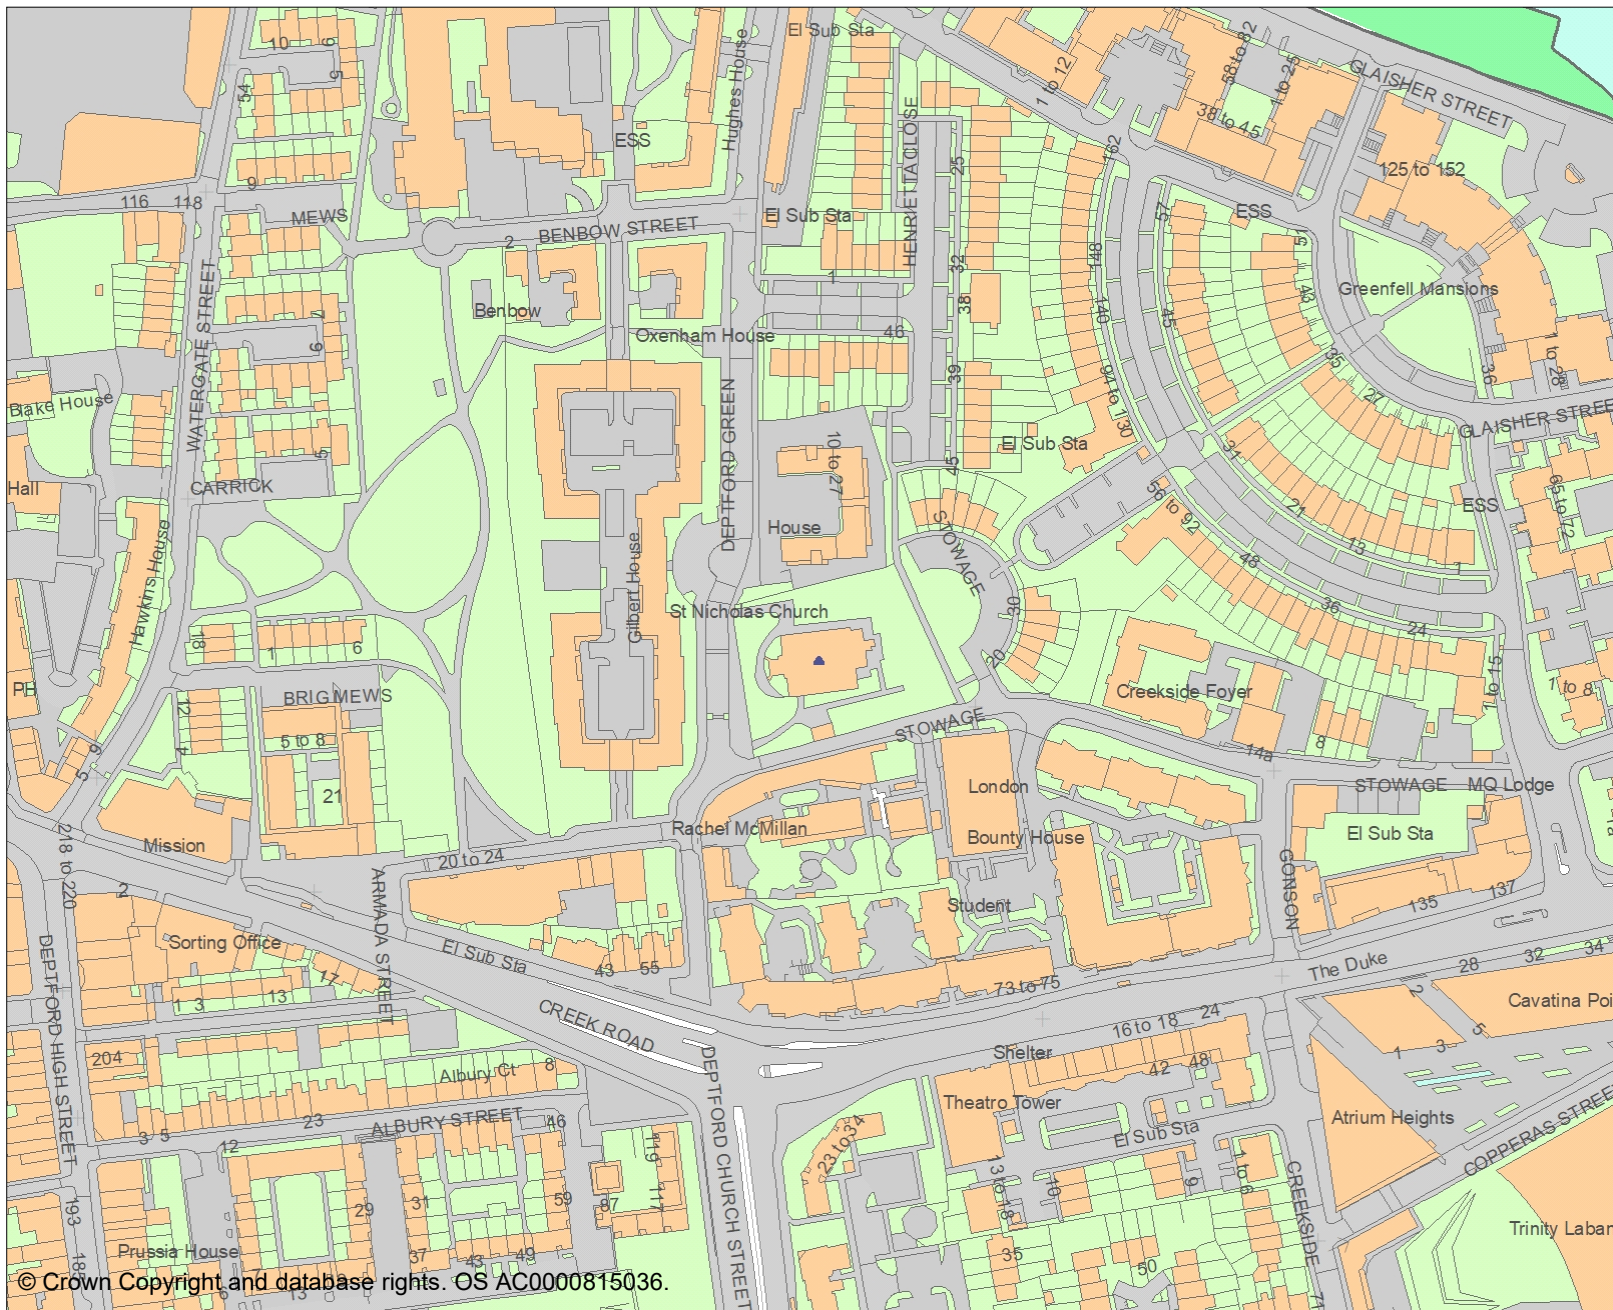 El Sub Sta
10
9
5
54
Hughes House
1 to 12
58 to 82
1 to 25
GLAISHER STREET
38 to 45
ESS
HENRIETTA CLOSE
25
162
125 to 152
9
116
118
MEWS
BENBOW STREET
2
El Sub Sta
57
ESS
51
WATERGATE STREET
148
32
1
43
Greenfell Mansions
Benbow
7
6
38
140
45
Oxenham House
46
35
1 to 28
36
Blake House
39
94 to 130
27
GLAISHER STREE
DEPTFORD GREEN
10 to 27
El Sub Sta
31
5
45
CARRICK
Hall
56 to 92
21
ESS
65 to 72
House
STOWAGE
13
Hawkins House
Gilbert House
48
1
30
St Nicholas Church
36
24
18
1
6
20
PH
BRIG MEWS
Creekside Foyer
1 to 15
1 to 8
12
4
STOWAGE
5 to 8
9
5
14a
8
London
STOWAGE
MQ Lodge
21
Rachel McMillan
Bounty House
El Sub Sta
Mission
20 to 24
218 to 220
2
ARMADA STREET
GONSON
Student
135
137
DEPTFORD HIGH STREET
Sorting Office
El Sub Sta
43
55
17
The Duke
28
32
34
1
3
13
73 to 75
2
Cavatina Poi
CREEK ROAD
16 to 18
24
5
204
Shelter
1
3
Albury Ct
8
42
48
Theatro Tower
Atrium Heights
DEPTFORD CHURCH STREET
23
ALBURY STREET
46
3
5
12
El Sub Sta
COPPERAS STREE
23 to 34
119
117
13 to 18
10
9
1 to 6
CREEKSIDE
193
29
31
59
87
Trinity Laban
Prussia House
37
43
49
35
50
185
7
6
13
© Crown Copyright and database rights. OS AC0000815036.